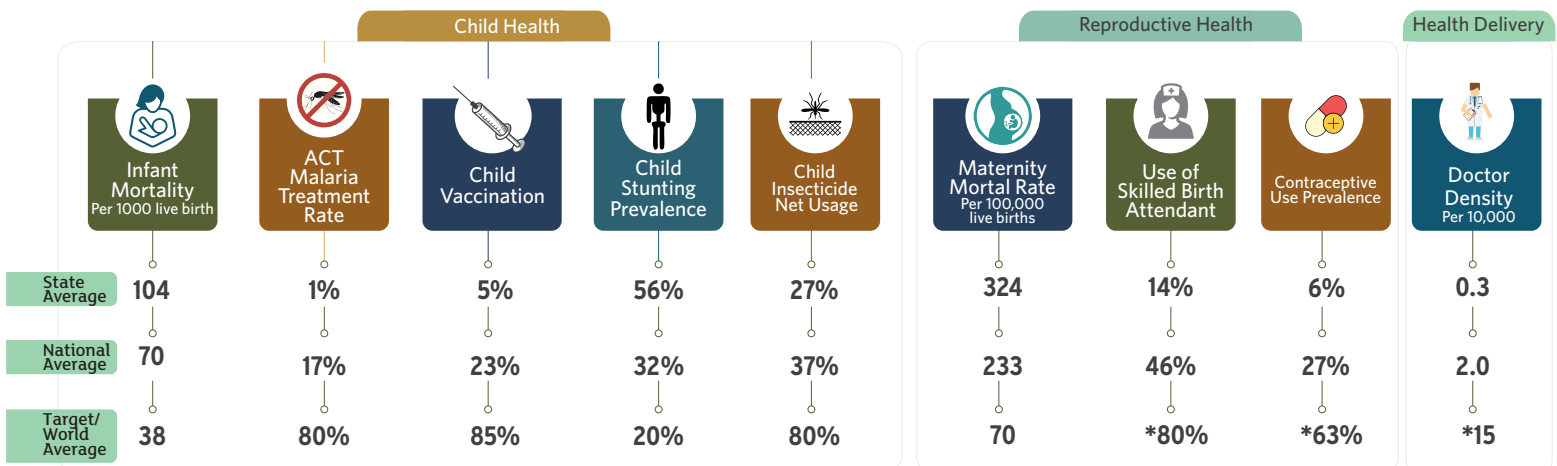 Child Health
Reproductive Health
Health Delivery
Infant
Mortality
Per 1000 live birth
ACT
Malaria
Treatment
Rate
Child
Vaccination
Child
Stunting
Prevalence
Child
Insecticide
Net Usage
Maternity
Mortal Rate
Per 100,000
live births
Use of
Skilled Birth
Attendant
Contraceptive
Use Prevalence
Doctor
Density
Per 10,000
State
Average
104 1% 5% 56% 27% 324 14% 6% 0.3
National
Average
70 17% 23% 32% 37% 233 46% 27% 2.0
Target/
World
Average
38 80% 85% 20% 80% 70 *80% *63% *15